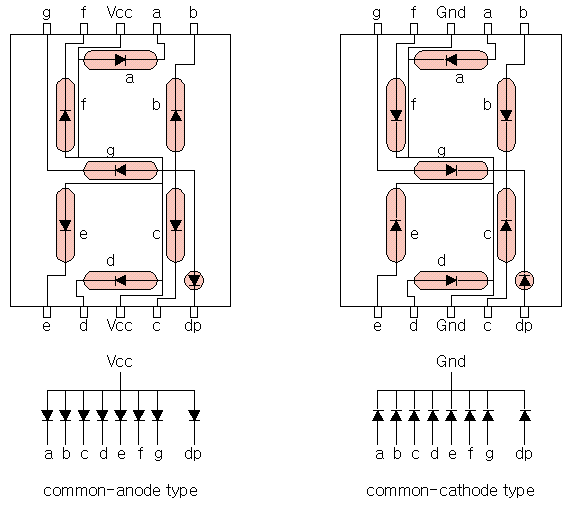 g f Vcc a b g f Gnd a b
a a
f b f b
g g
e c e c
d d
e d Vcc c dp e d Gnd c dp
Vcc Gnd
a b c d e f g dp a b c d e f g dp
common-anode type common-cathode type